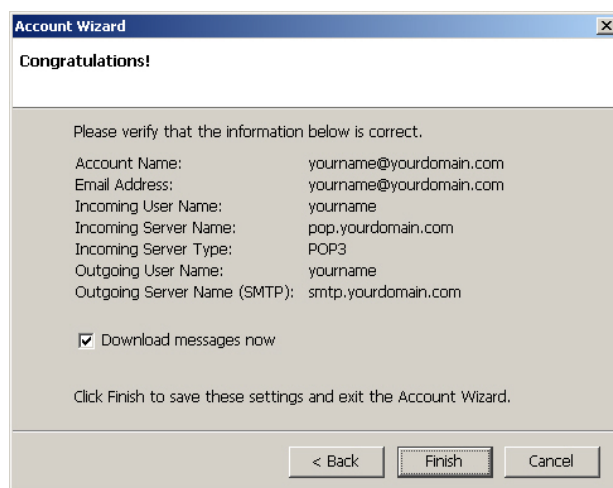 Account Wizard
Congratulations!
Please verify that the information below is correct.
Account Name: yourname@yourdomain.com
Email Address: yourname@yourdomain.com
Incoming User Name: yourname
Incoming Server Name: pop.yourdomain.com
Incoming Server Type: POP3
Outgoing User Name: yourname
Outgoing Server Name (SMTP): smtp.yourdomain.com
Download messages now
Click Finish to save these settings and exit the Account Wizard.
< Back Finish Cancel